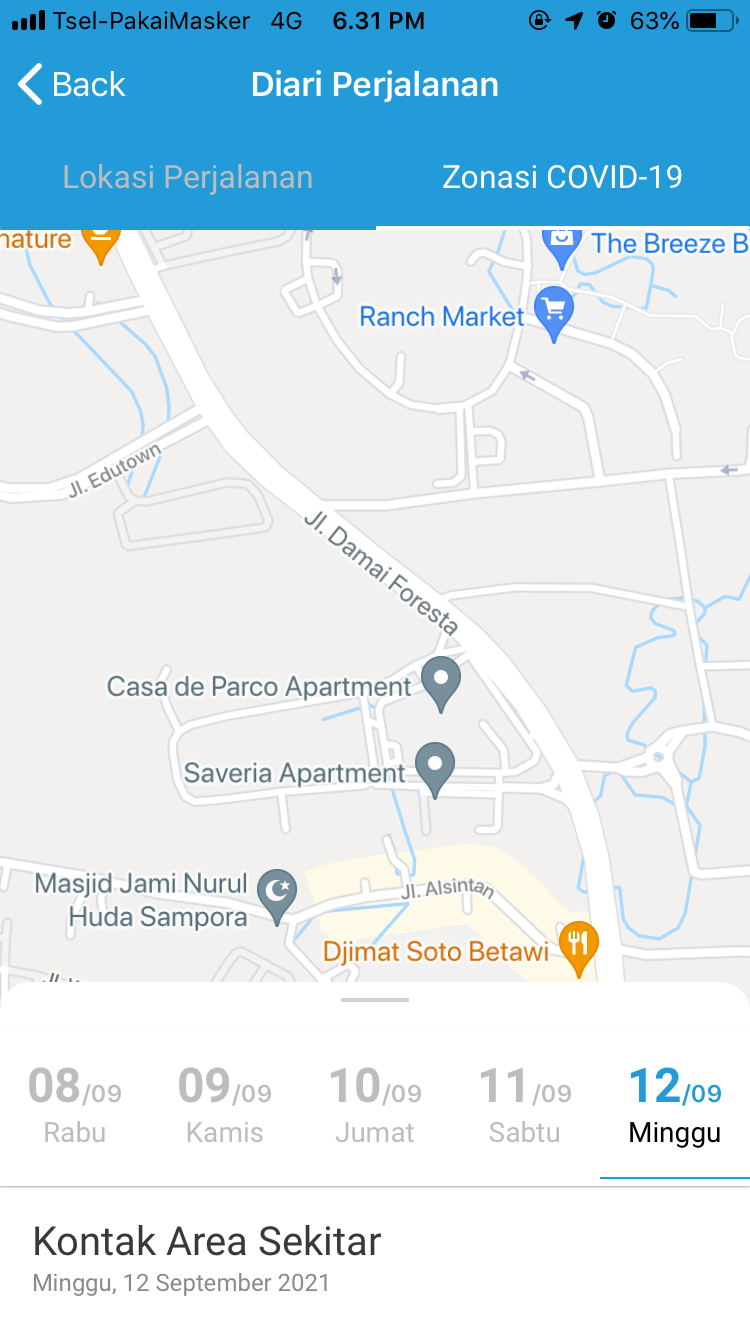 Tsel-PakaiMasker 4G 6.31 PM 63%
Back Diari Perjalanan
Lokasi Perjalanan Zonasi COVID-19
nature
The Breeze B
Ranch Market
Jl. Edutown
Jl. Damai Foresta
Casa de Parco Apartment
Saveria Apartment
Masjid Jami Nurul
Huda Sampora
Jl. Alsintan
Djimat Soto Betawi
08/09 09/09 10/09 11/09 12/09
Rabu Kamis Jumat Sabtu Minggu
Kontak Area Sekitar
Minggu, 12 September 2021